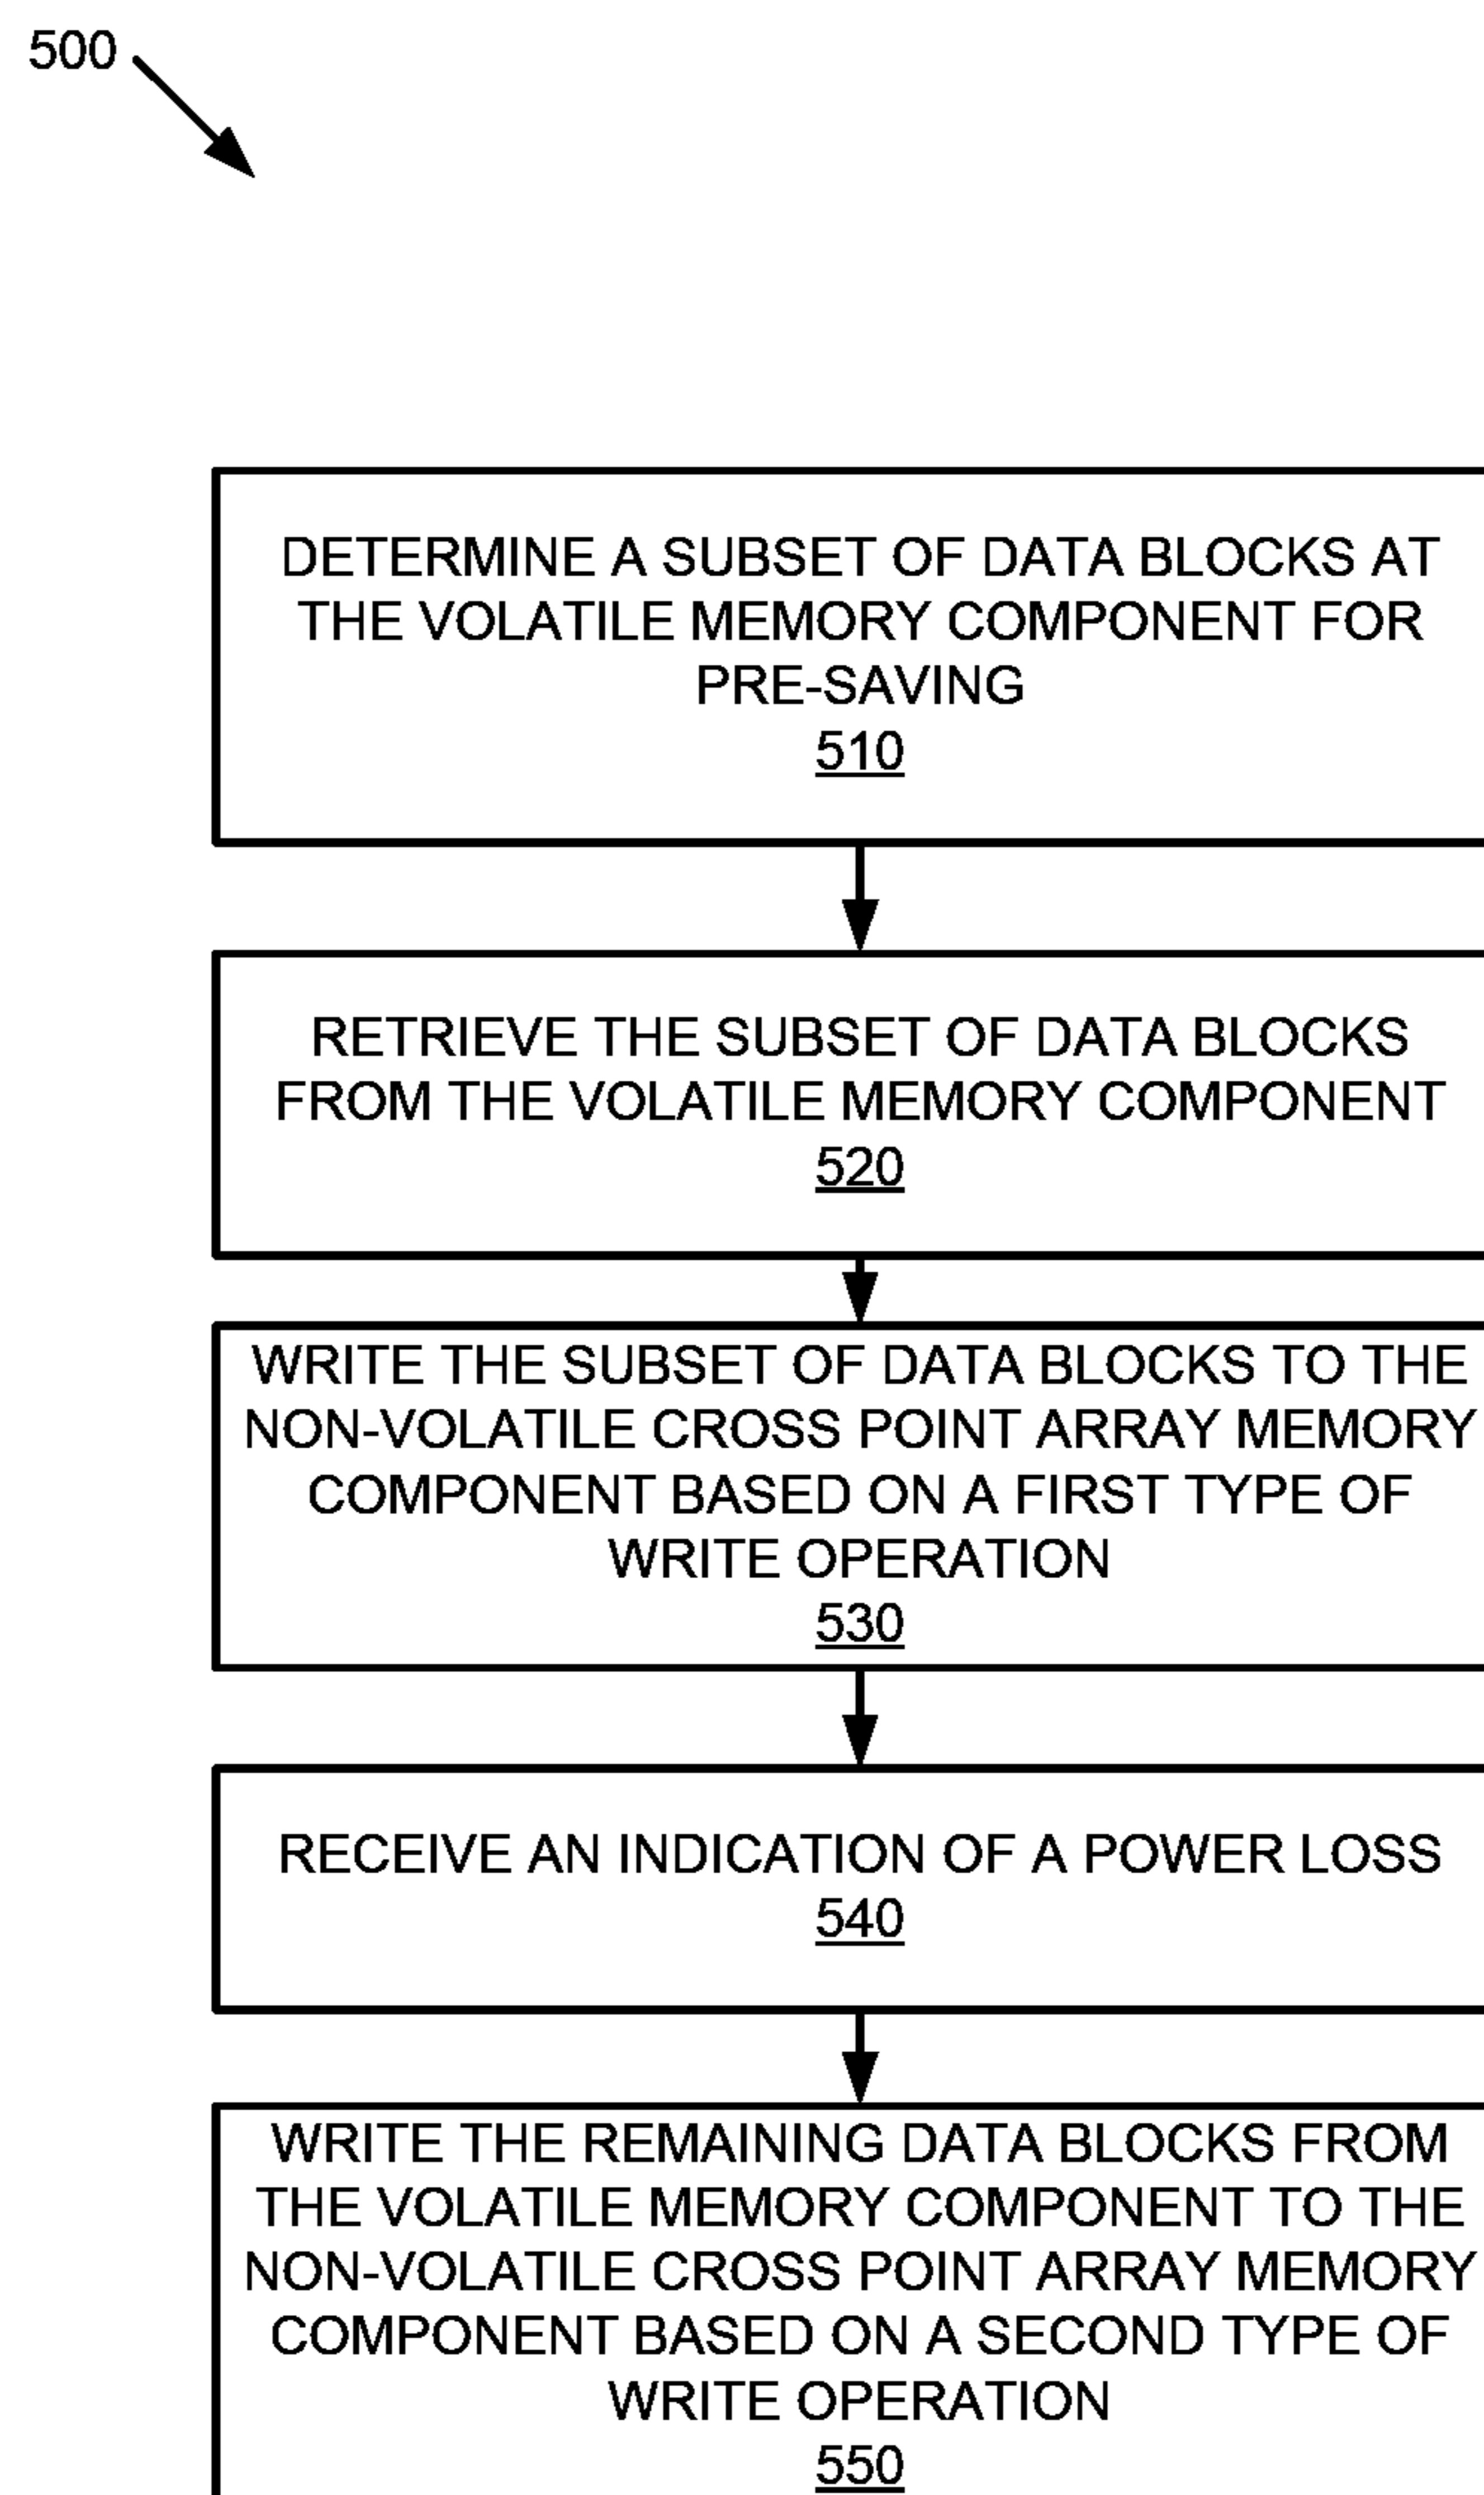 500
DETERMINE A SUBSET OF DATA BLOCKS AT
THE VOLATILE MEMORY COMPONENT FOR
PRE-SAVING
510
RETRIEVE THE SUBSET OF DATA BLOCKS
FROM THE VOLATILE MEMORY COMPONENT
520
WRITE THE SUBSET OF DATA BLOCKS TO THE
NON-VOLATILE CROSS POINT ARRAY MEMORY
COMPONENT BASED ON A FIRST TYPE OF
WRITE OPERATION
530
RECEIVE AN INDICATION OF A POWER LOSS
540
WRITE THE REMAINING DATA BLOCKS FROM
THE VOLATILE MEMORY COMPONENT TO THE
NON-VOLATILE CROSS POINT ARRAY MEMORY
COMPONENT BASED ON A SECOND TYPE OF
WRITE OPERATION
550